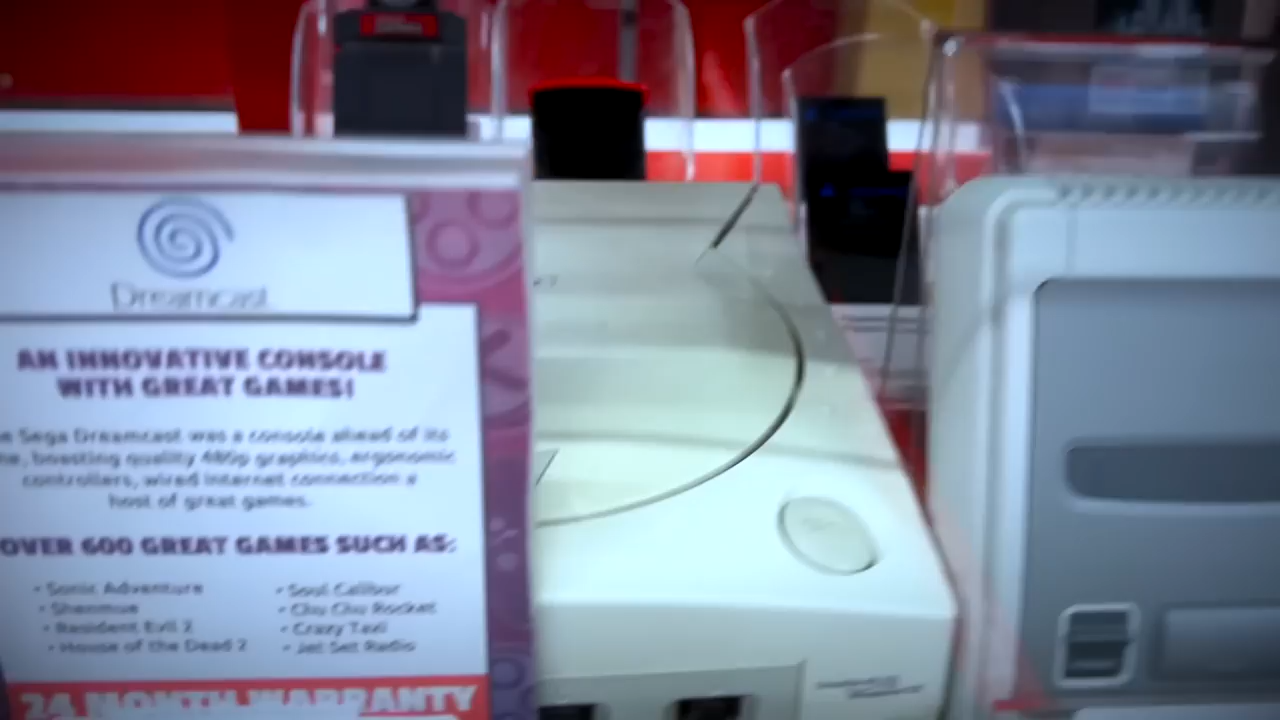 Dreamcast
AN INNOVATIVE CONSOLE
WITH GREAT GAMES!
e Sega Dreamcast was a console ahead of its
me, boasting quality 480p graphics, ergonomic
controllers, wired internet connection a
host of great games.
OVER 600 GREAT GAMES SUCH AS:
• Sonic Adventure
• Shenmue
• Resident Evil 2
• House of the Dead 2
• Soul Calibur
• Chu Chu Rocket
• Crazy Taxi
• Jet Set Radio
24 MONTH WARRANTY